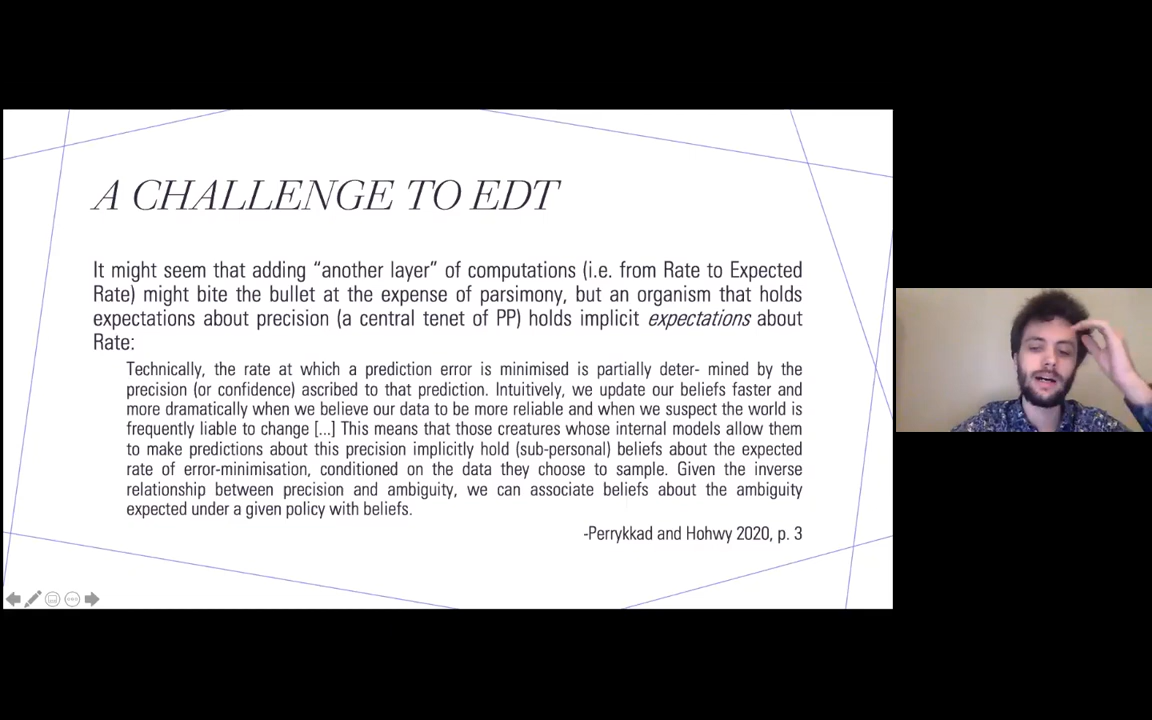 A CHALLENGE TO EDT
It might seem that adding “another layer” of computations (i.e. from Rate to Expected
Rate) might bite the bullet at the expense of parsimony, but an organism that holds
expectations about precision (a central tenet of PP) holds implicit expectations about
Rate:
Technically, the rate at which a prediction error is minimised is partially deter- mined by the
precision (or confidence) ascribed to that prediction. Intuitively, we update our beliefs faster and
more dramatically when we believe our data to be more reliable and when we suspect the world is
frequently liable to change [...] This means that those creatures whose internal models allow them
to make predictions about this precision implicitly hold (sub-personal) beliefs about the expected
rate of error-minimisation, conditioned on the data they choose to sample. Given the inverse
relationship between precision and ambiguity, we can associate beliefs about the ambiguity
expected under a given policy with beliefs.
-Perrykkad and Hohwy 2020, p. 3